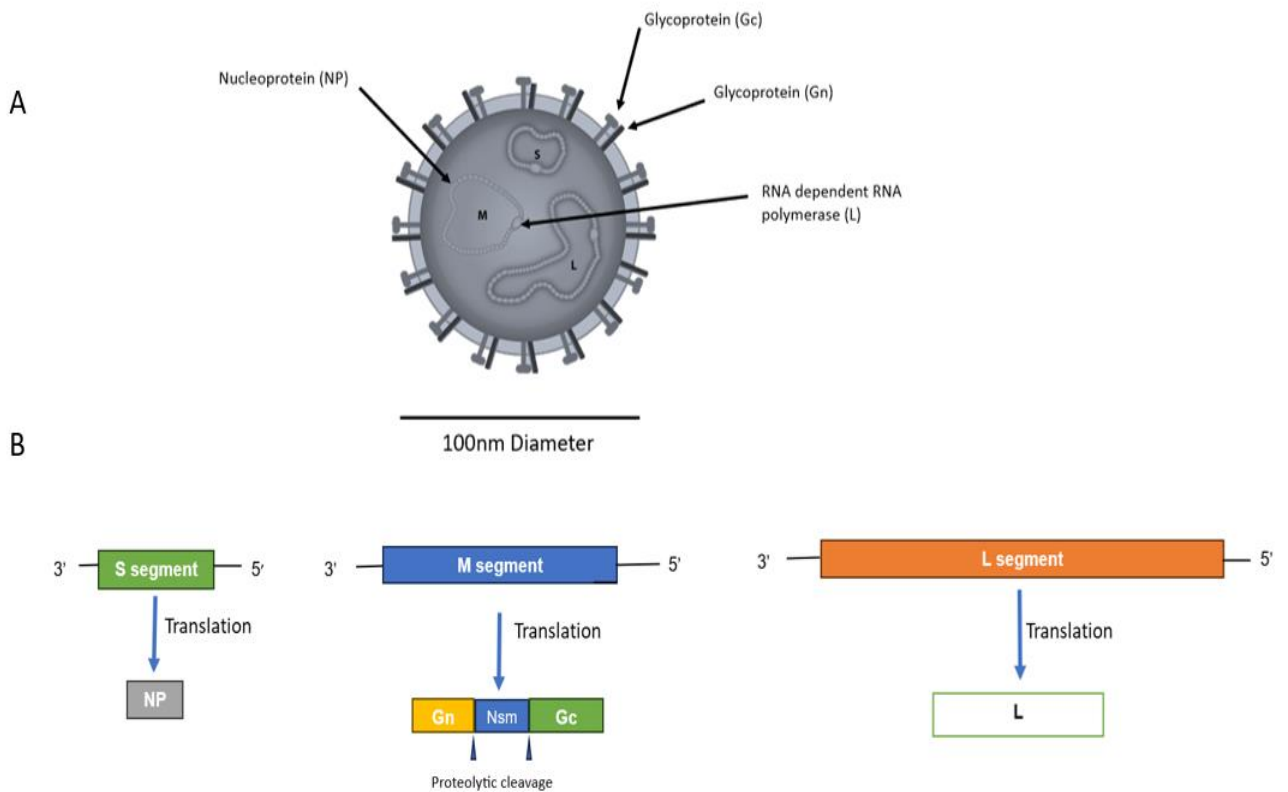 A
Glycoprotein (Gc)
Nucleoprotein (NP)
Glycoprotein (Gn)
S
RNA dependent RNA
polymerase (L)
M
L
100nm Diameter
B
3' S segment 5'
3' M segment 5'
3' L segment 5'
Translation
Translation
Translation
NP
Gn Nsm Gc
L
Proteolytic cleavage